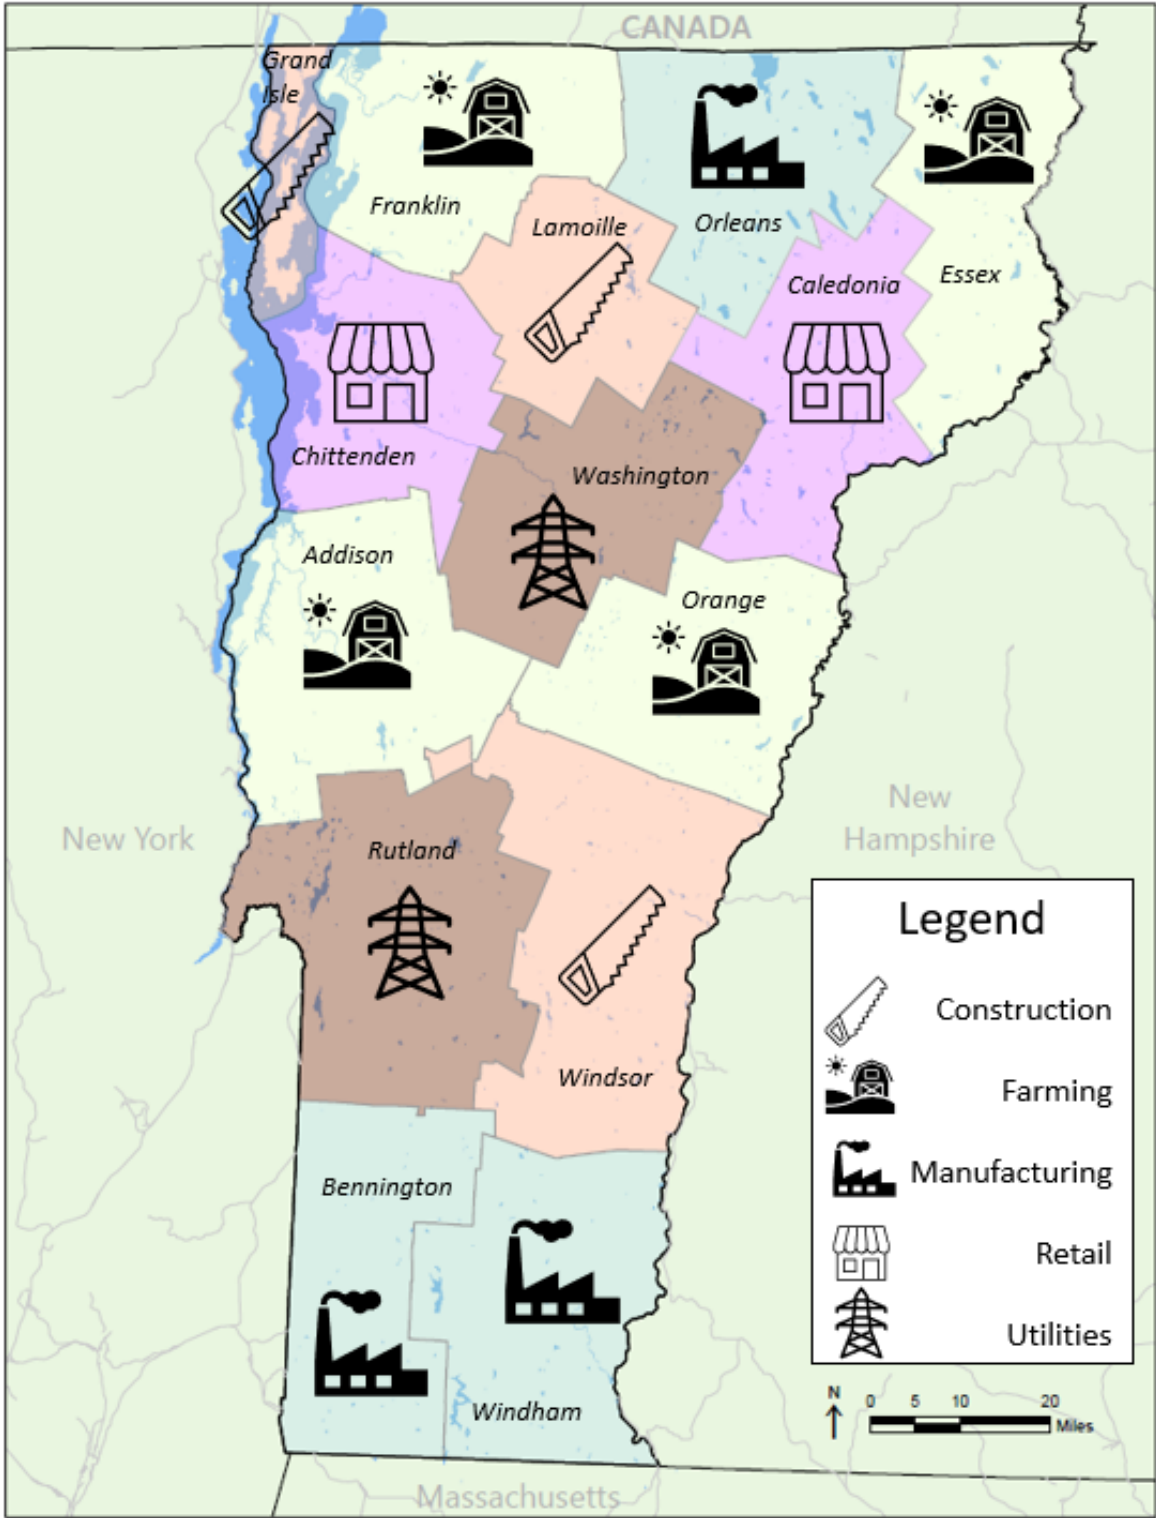 CANADA
Grand
Isle
Franklin
Lamoille
Orleans
Caledonia
Essex
Chittenden
Washington
Addison
Orange
New York
New
Hampshire
Rutland
Windsor
Bennington
Windham
Massachusetts
Legend
Construction
Farming
Manufacturing
Retail
Utilities
N
0 5 10 20
Miles